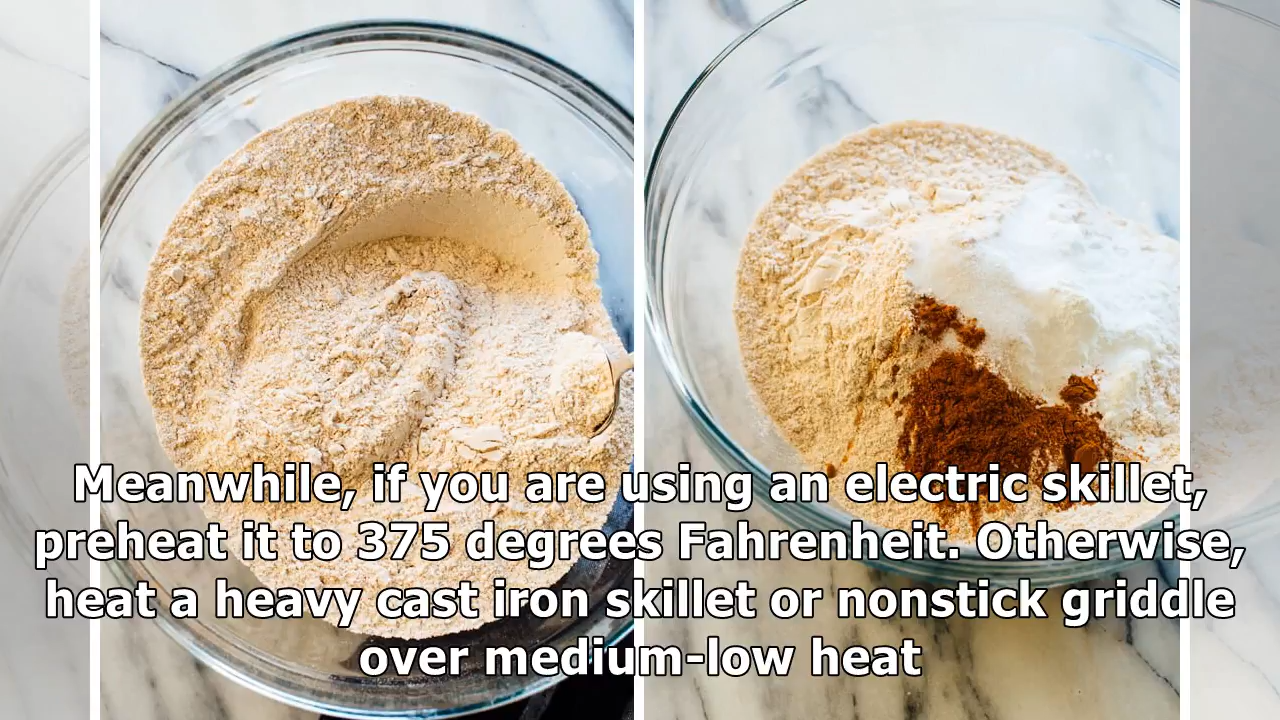 Meanwhile, if you are using an electric skillet,
preheat it to 375 degrees Fahrenheit. Otherwise,
heat a heavy cast iron skillet or nonstick griddle
over medium-low heat